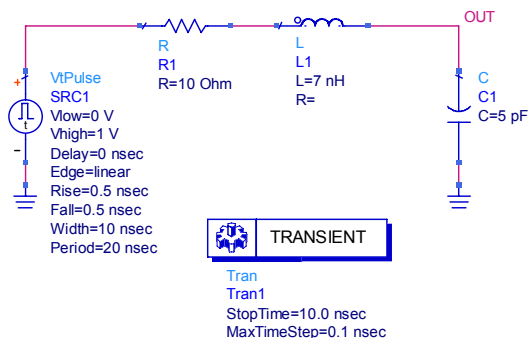 OUT
R
R1
R=10 Ohm
L
L1
L=7 nH
R=
C
C1
C=5 pF
+
VtPulse
SRC1
Vlow=0 V
Vhigh=1 V
Delay=0 nsec
Edge=linear
Rise=0.5 nsec
Fall=0.5 nsec
Width=10 nsec
Period=20 nsec
t
-
TRANSIENT
Tran
Tran1
StopTime=10.0 nsec
MaxTimeStep=0.1 nsec